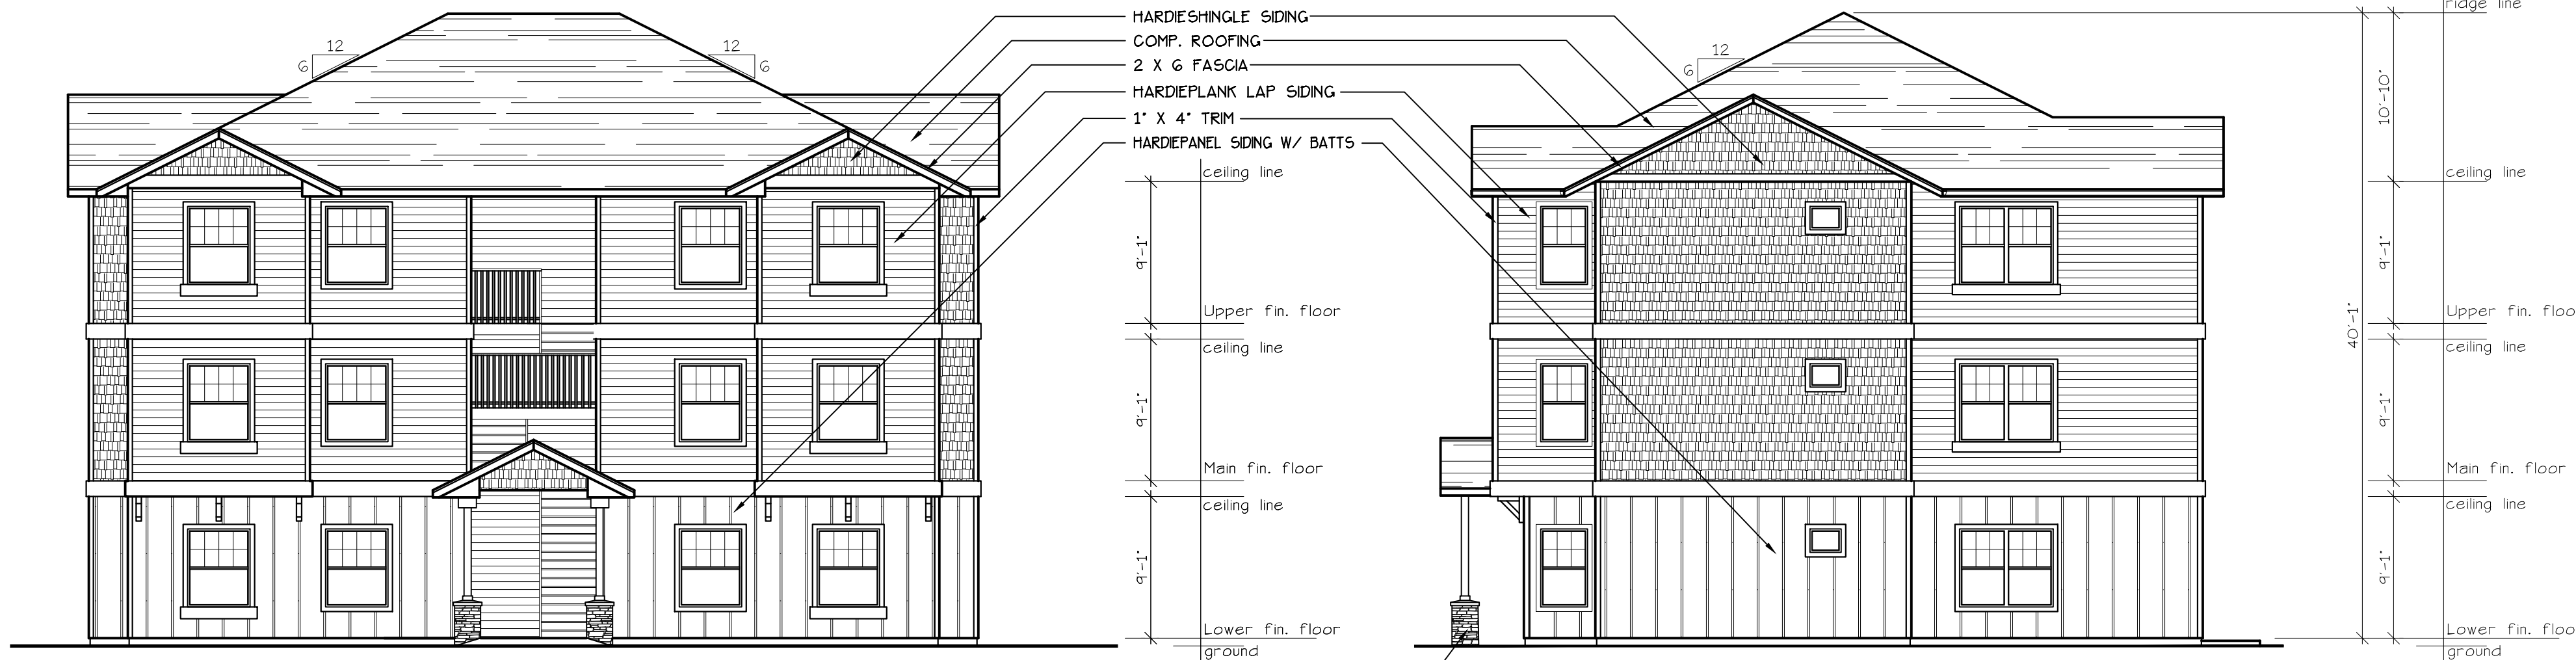 12
6
12
6
HARDIESHINGLE SIDING
COMP. ROOFING
2 X 6 FASCIA
HARDIEPLANK LAP SIDING
1" X 4" TRIM
HARDIEPANEL SIDING W/ BATTS
ceiling line
9'-1"
Upper fin. floor
ceiling line
9'-1"
Main fin. floor
ceiling line
9'-1"
Lower fin. floor
ground
12
6
40'-1"
ridge line
10'-10"
ceiling line
9'-1"
Upper fin. floo
ceiling line
9'-1"
Main fin. floor
ceiling line
9'-1"
Lower fin. floo
ground